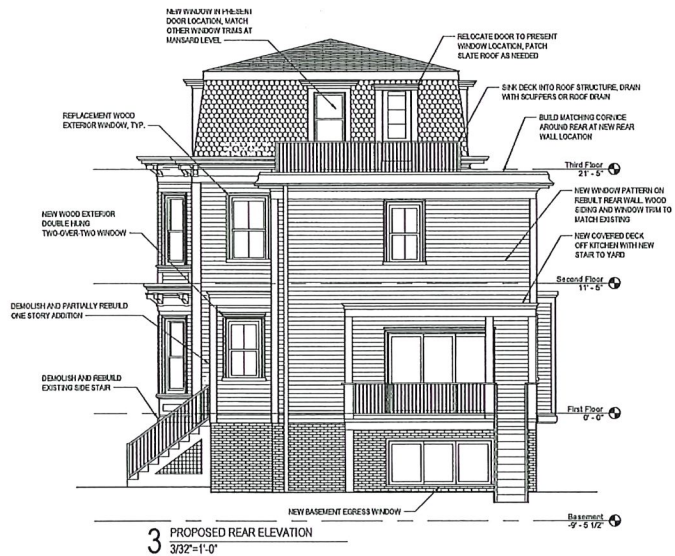 NEW WINDOW IN PRESENT
DOOR LOCATION, MATCH
OTHER WINDOW TRIMS AT
MANSARD LEVEL
RELOCATE DOOR TO PRESENT
WINDOW LOCATION, PATCH
SLATE ROOF AS NEEDED
SINK DECK INTO ROOF STRUCTURE, DRAIN
WITH SCUPPERS OR ROOF DRAIN
REPLACEMENT WOOD
EXTERIOR WINDOW, TYP.
BUILD MATCHING CORNICE
AROUND REAR AT NEW REAR
WALL LOCATION
Third Floor
21' - 5"
NEW WINDOW PATTERN ON
REBUILT REAR WALL. WOOD
SIDING AND WINDOW TRIM TO
MATCH EXISTING
NEW WOOD EXTERIOR
DOUBLE HUNG
TWO-OVER-TWO WINDOW
NEW COVERED DECK
OFF KITCHEN WITH NEW
STAIR TO YARD
Second Floor
11' - 5"
DEMOLISH AND PARTIALLY REBUILD
ONE STORY ADDITION
DEMOLISH AND REBUILD
EXISTING SIDE STAIR
First Floor
0' - 0"
NEW BASEMENT EGRESS WINDOW
Basement
-9' - 5 1/2"
3 PROPOSED REAR ELEVATION
3/32"=1'-0"